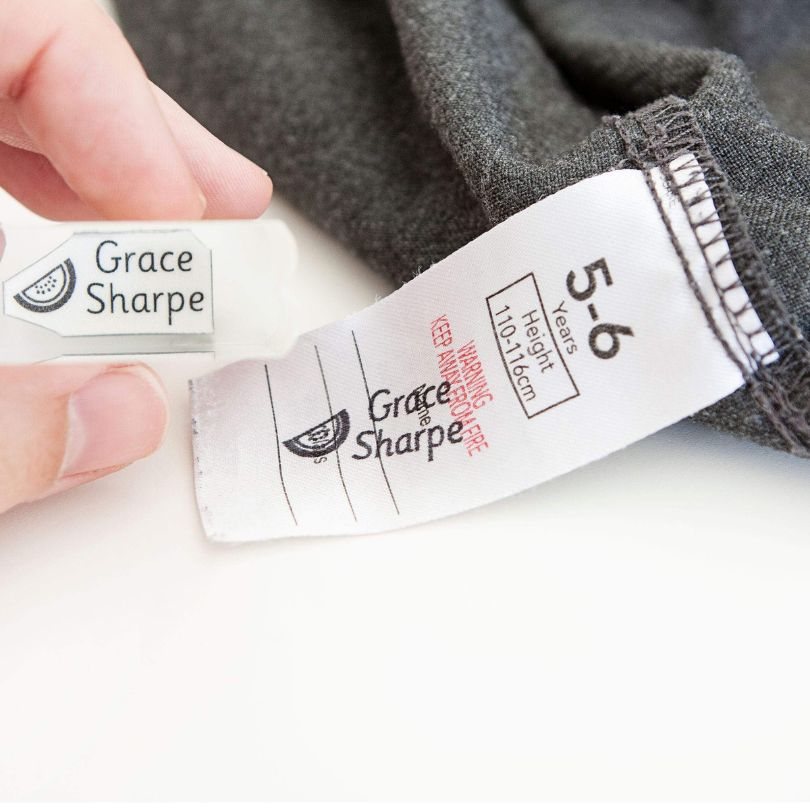 Grace
Sharpe
5-6
Years
Height
110-116cm
WARNING
KEEP AWAY FROM FIRE
Grace
Sharpe